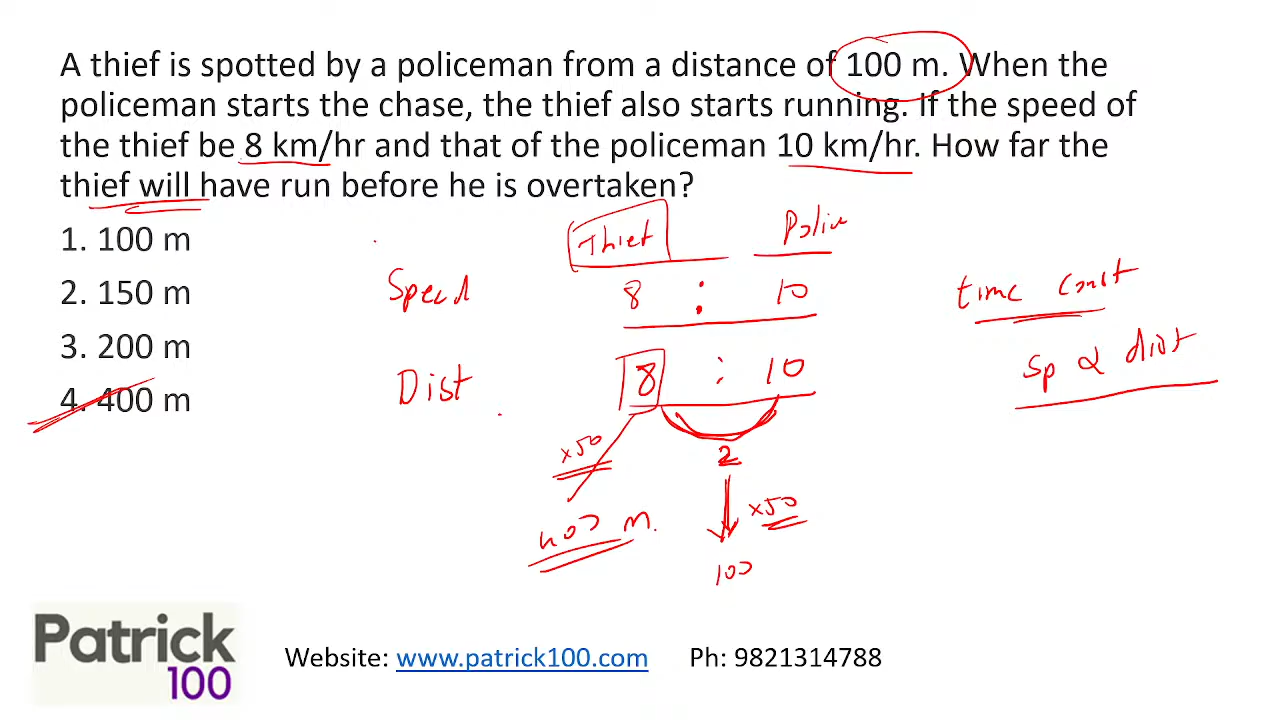 A thief is spotted by a policeman from a distance of 100 m. When the
policeman starts the chase, the thief also starts running. If the speed of
the thief be 8 km/hr and that of the policeman 10 km/hr. How far the
thief will have run before he is overtaken?
1. 100 m
2. 150 m
3. 200 m
4. 400 m
Thief Police
Speed 8 : 10
time const
Dist 8 : 10
Sp ∝ dist
×50
2
×50
400 m.
100
Patrick
100
Website: www.patrick100.com Ph: 9821314788